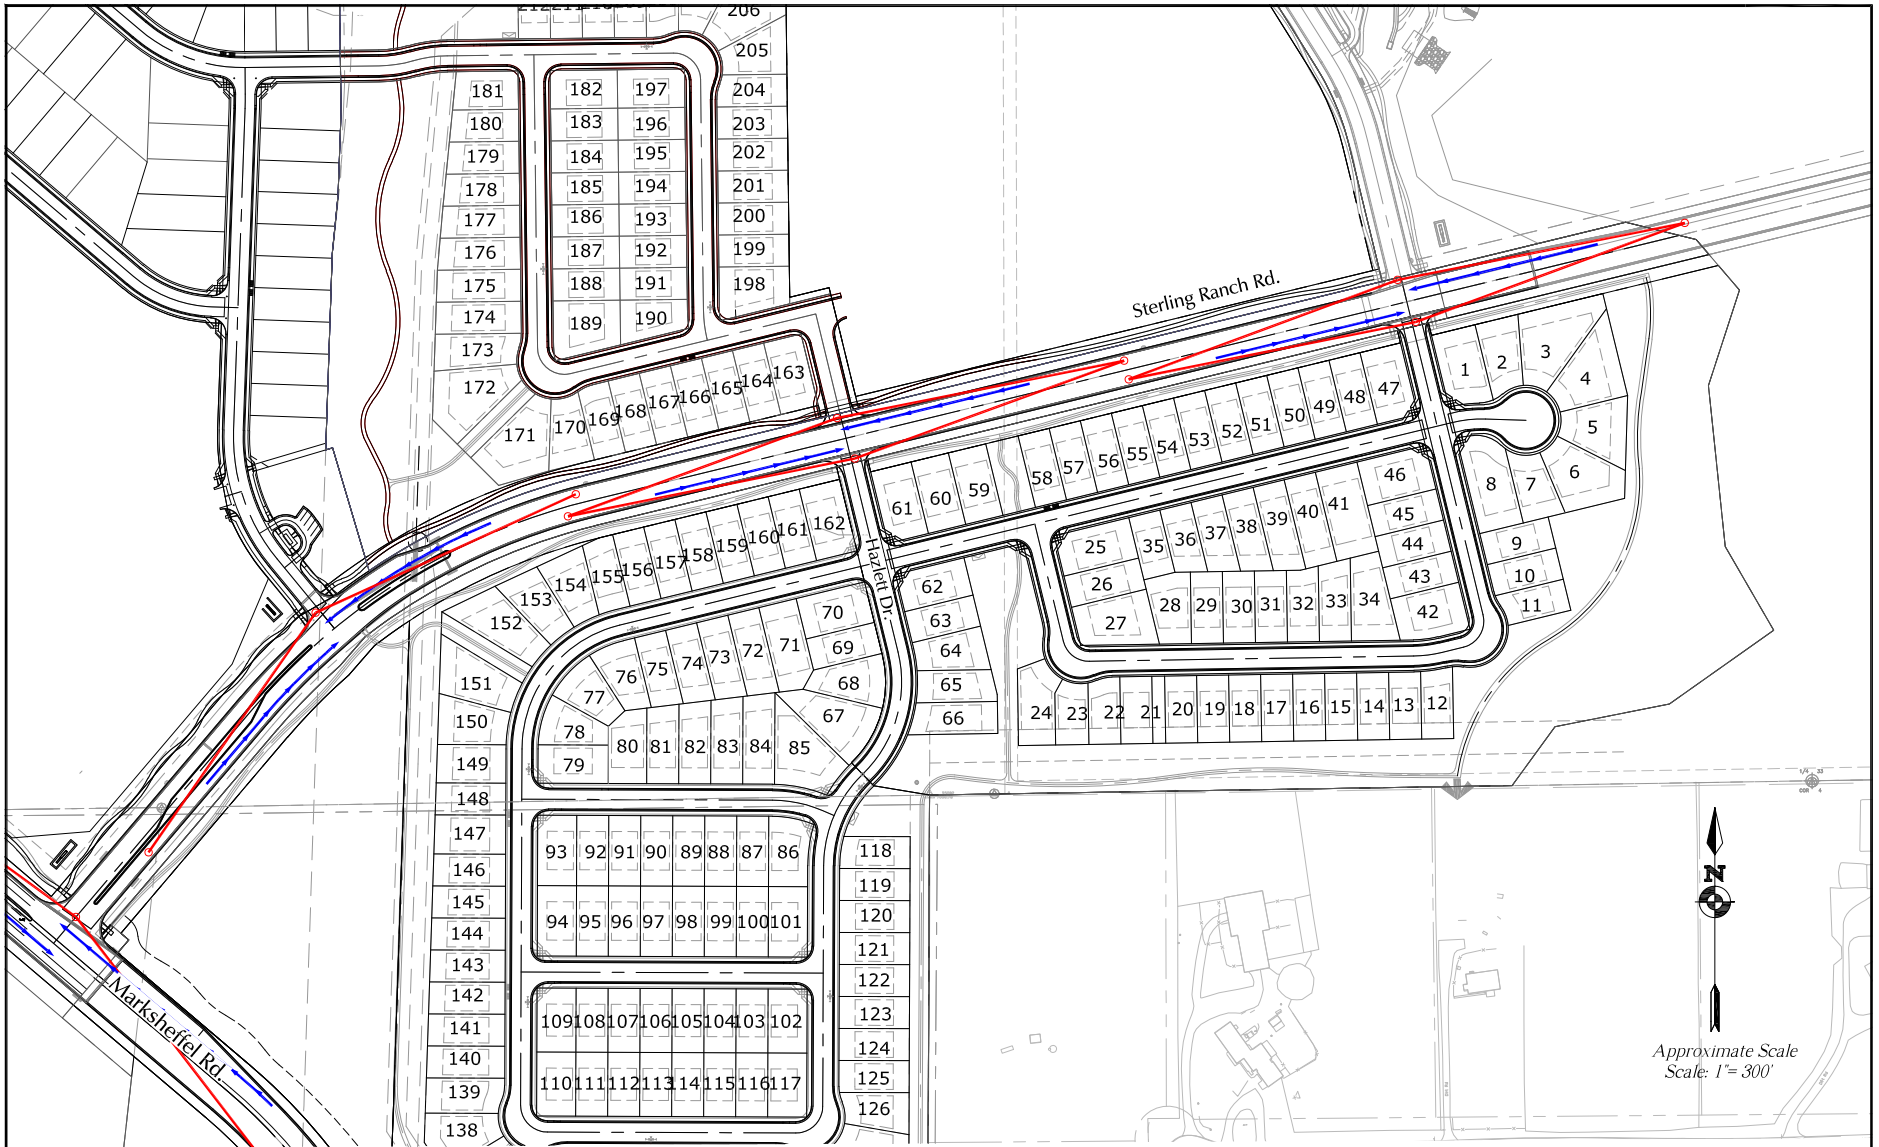 206
205
181 182 197 204
180 183 196 203
179 184 195 202
178 185 194 201
177 186 193 200
176 187 192 199
175 188 191 198
174 189 190
173
172
Sterling Ranch Rd.
171 170 169 168 167 166 165 164 163
1 2 3 4 5 6 7 8 9 10 11
58 57 56 55 54 53 52 51 50 49 48 47
61 60 59
46 45 44 43 42
35 36 37 38 39 40 41
25 26 27
28 29 30 31 32 33 34
152 153 154 155 156 157 158 159 160 161 162
Hazlett Dr.
62 63 64 65 66
70 69 68 67
78 77 76 75 74 73 72 71
79 80 81 82 83 84 85
24 23 22 21 20 19 18 17 16 15 14 13 12
151
150
149
148
147
146
145
144
143
142
141
140
139
138
93 92 91 90 89 88 87 86
94 95 96 97 98 99 100 101
109 108 107 106 105 104 103 102
110 111 112 113 114 115 116 117
118
119
120
121
122
123
124
125
126
Marksheffel Rd.
N
Approximate Scale
Scale: 1"= 300'